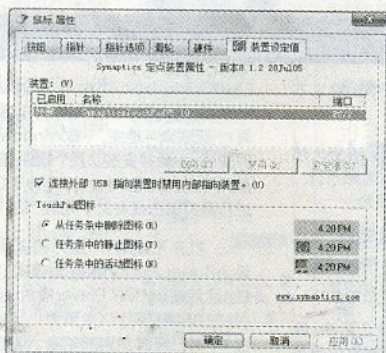 鼠标 属性
按钮 指针 指针选项 滑轮 硬件 装置设定值
Synaptics 定点装置属性 - 版本8.1.2 28Jul05
装置: (V)
已启用 名称 端口
连接外部 USB 指向装置时禁用内部指向装置。(U)
TouchPad图标
从任务条中删除图标(R) 4:20 PM
任务条中的静止图标(T) 4:20 PM
任务条中的活动图标(N) 4:20 PM
www.synaptics.com
确定 取消 应用(A)